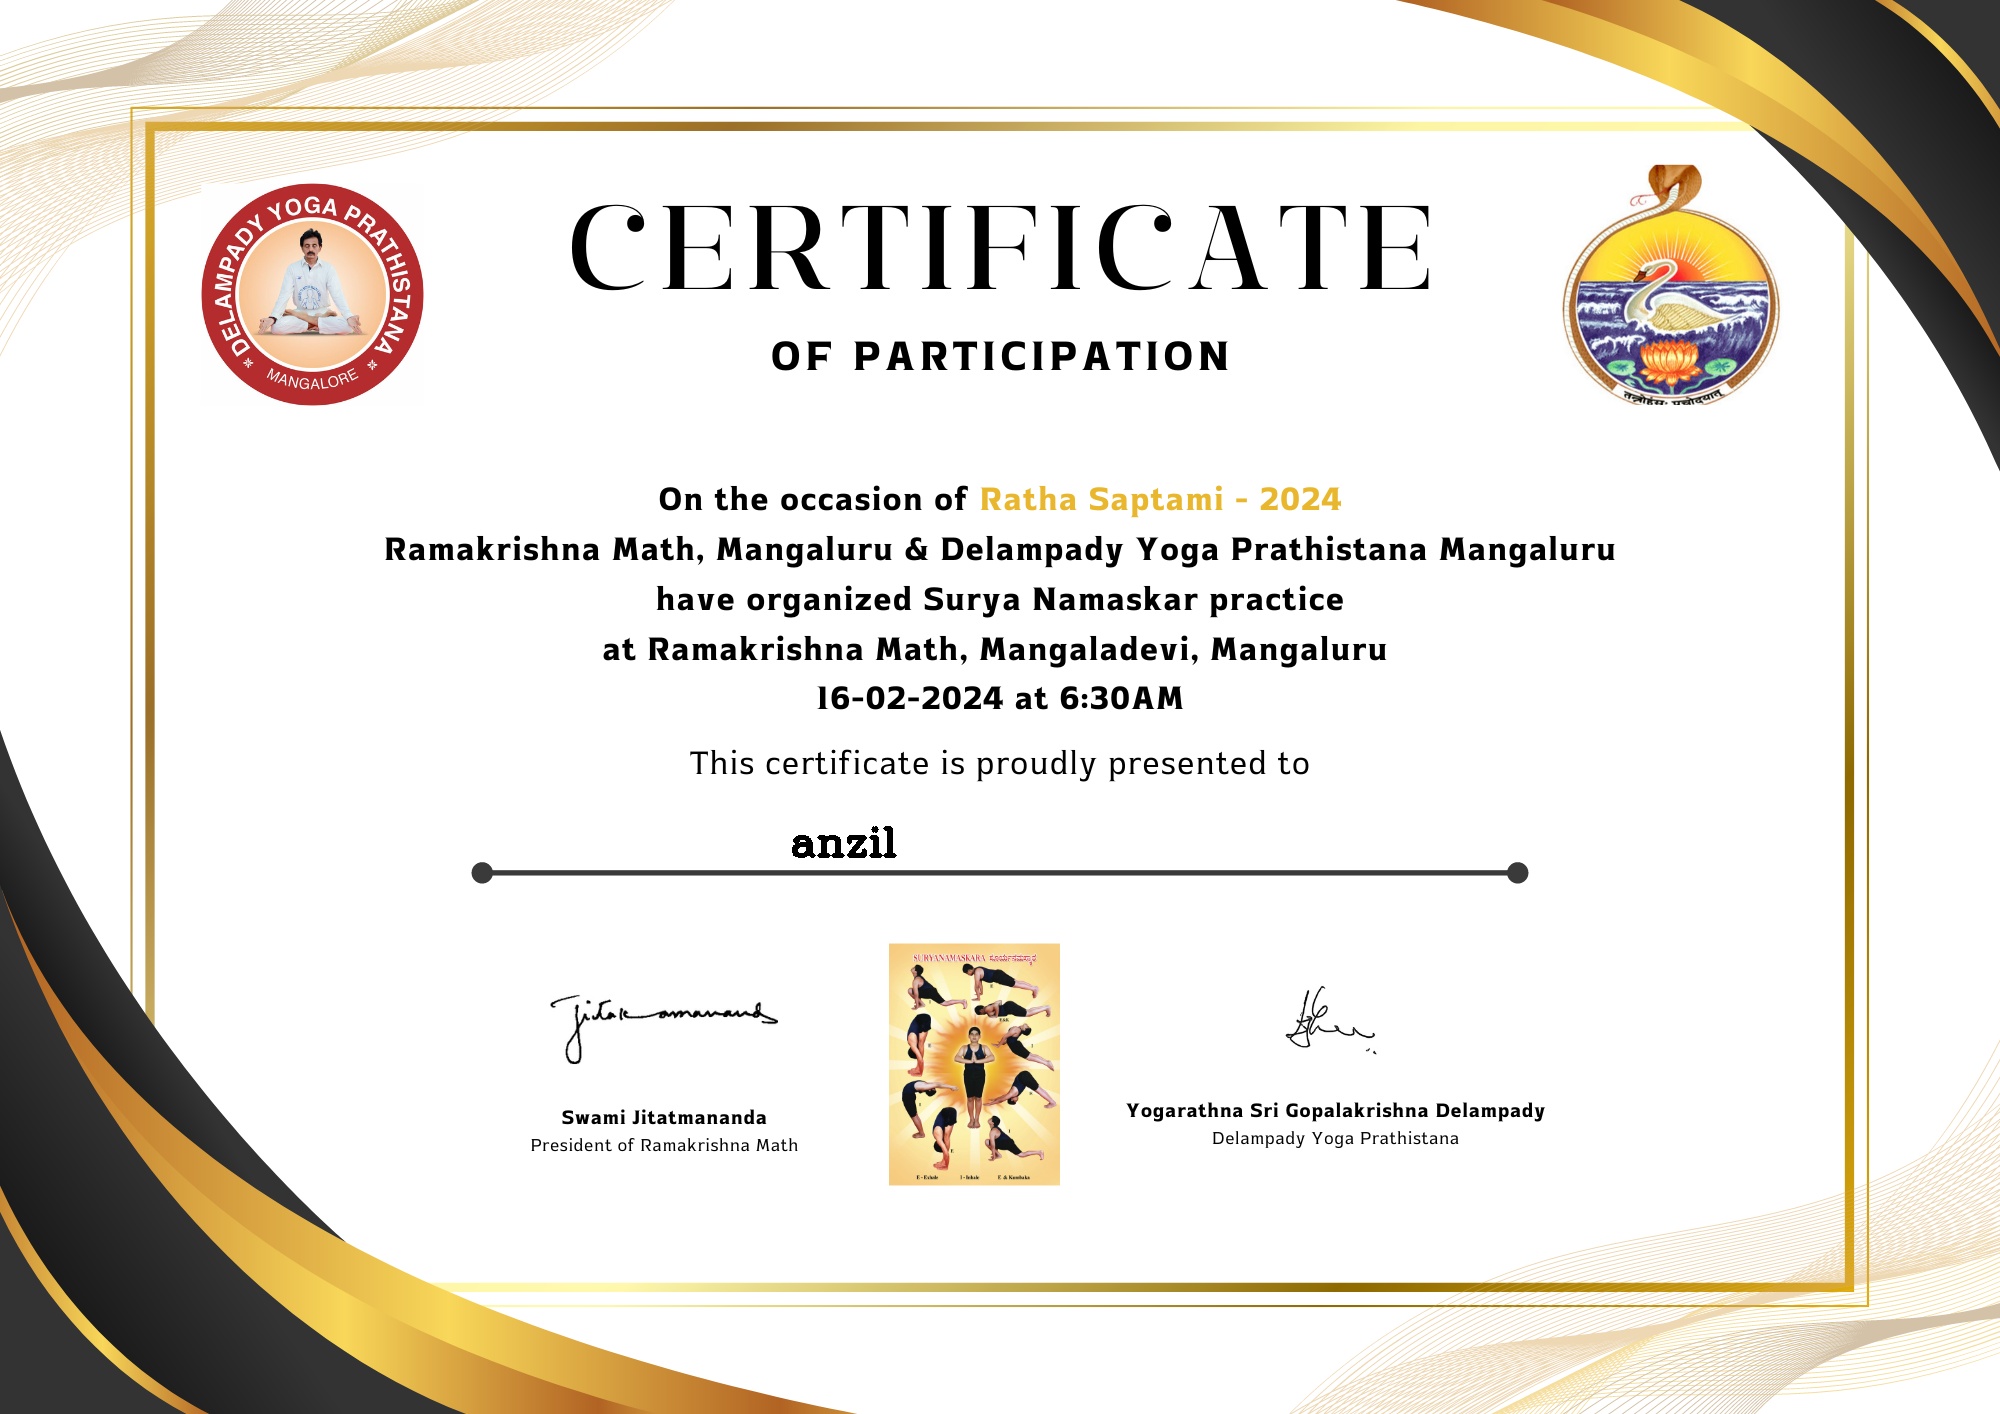 DELAMPADY YOGA PRATHISTANA
MANGALORE
CERTIFICATE
OF PARTICIPATION
तन्नोहंसः प्रचोदयात्
On the occasion of Ratha Saptami - 2024
Ramakrishna Math, Mangaluru & Delampady Yoga Prathistana Mangaluru
have organized Surya Namaskar practice
at Ramakrishna Math, Mangaladevi, Mangaluru
16-02-2024 at 6:30AM
This certificate is proudly presented to
anzil
SURYANAMASKARA ಸೂರ್ಯನಮಸ್ಕಾರ
E - Exhale I - Inhale E & Kumbaka
Swami Jitatmananda
President of Ramakrishna Math
Yogarathna Sri Gopalakrishna Delampady
Delampady Yoga Prathistana